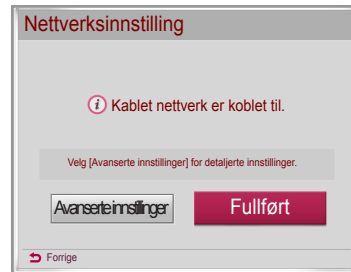 Nettverksinnstilling
Kablet nettverk er koblet til.
Velg [Avanserte innstillinger] for detaljerte innstillinger.
Avanserte innstillinger
Fullført
Forrige